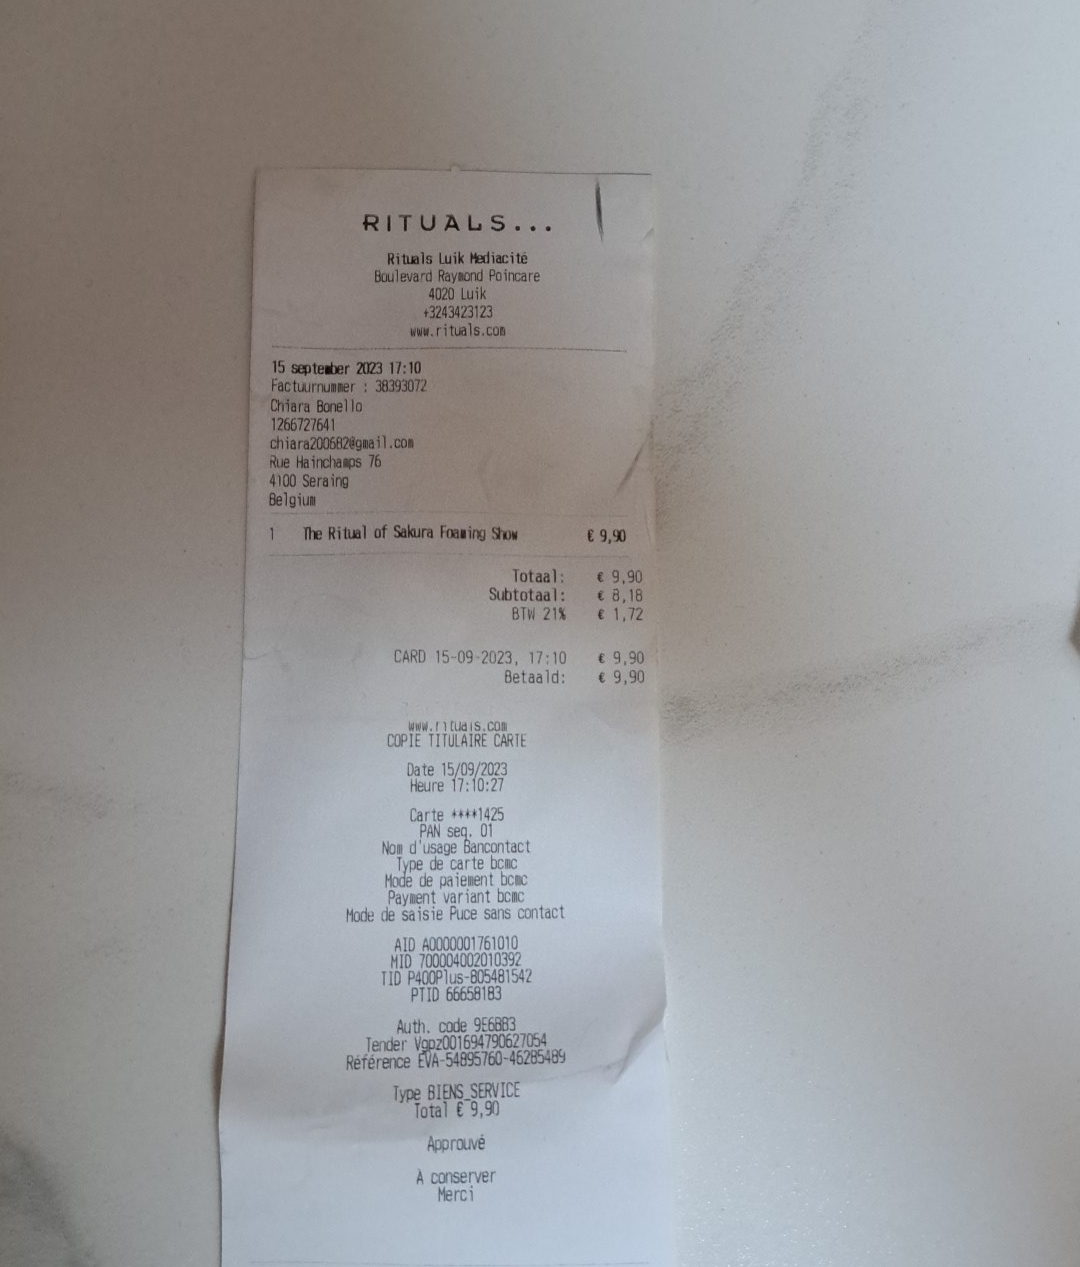 RITUALS...
Rituals Luik Mediacité
Boulevard Raymond Poincare
4020 Luik
+3243423123
www.rituals.com
15 september 2023 17:10
Factuurnummer : 38393072
Chiara Bonello
1266727641
chiara200682@gmail.com
Rue Hainchamps 76
4100 Seraing
Belgium
1 The Ritual of Sakura Foaming Show € 9,90
Totaal: € 9,90
Subtotaal: € 8,18
BTW 21% € 1,72
CARD 15-09-2023, 17:10 € 9,90
Betaald: € 9,90
www.rituals.com
COPIE TITULAIRE CARTE
Date 15/09/2023
Heure 17:10:27
Carte ****1425
PAN seq. 01
Nom d'usage Bancontact
Type de carte bcmc
Mode de paiement bcmc
Payment variant bcmc
Mode de saisie Puce sans contact
AID A0000001761010
MID 700004002010392
TID P400Plus-805481542
PTID 66658183
Auth. code 9E6BB3
Tender Vgpz001694790627054
Référence EVA-54895760-46285489
Type BIENS_SERVICE
Total € 9,90
Approuvé
À conserver
Merci